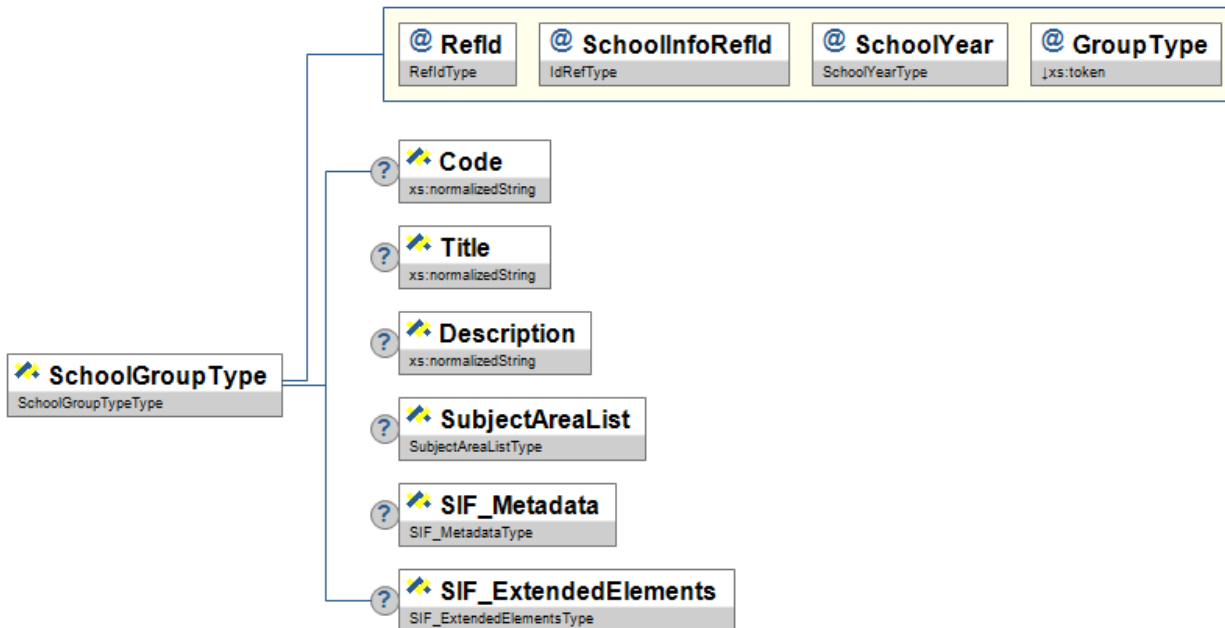 @ RefId
RefIdType
@ SchoolInfoRefId
IdRefType
@ SchoolYear
SchoolYearType
@ GroupType
↓xs:token
? Code
xs:normalizedString
? Title
xs:normalizedString
? Description
xs:normalizedString
SchoolGroupType
SchoolGroupTypeType
? SubjectAreaList
SubjectAreaListType
? SIF_Metadata
SIF_MetadataType
? SIF_ExtendedElements
SIF_ExtendedElementsType